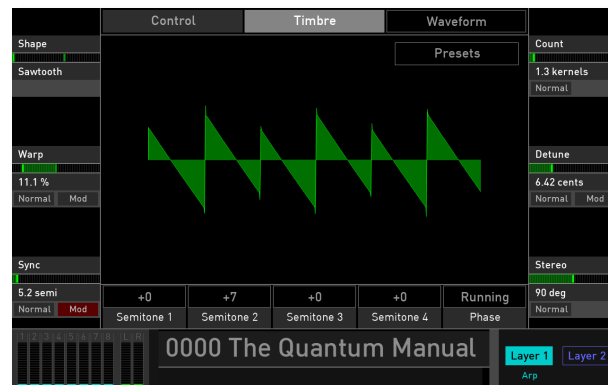 Control Timbre Waveform
Presets
Shape
Sawtooth
Warp
11.1 %
Normal Mod
Sync
5.2 semi
Normal Mod
Count
1.3 kernels
Normal
Detune
6.42 cents
Normal Mod
Stereo
90 deg
Normal
+0 +7 +0 +0 Running
Semitone 1 Semitone 2 Semitone 3 Semitone 4 Phase
1 2 3 4 5 6 7 8 L R
0000 The Quantum Manual
Layer 1 Layer 2
Arp